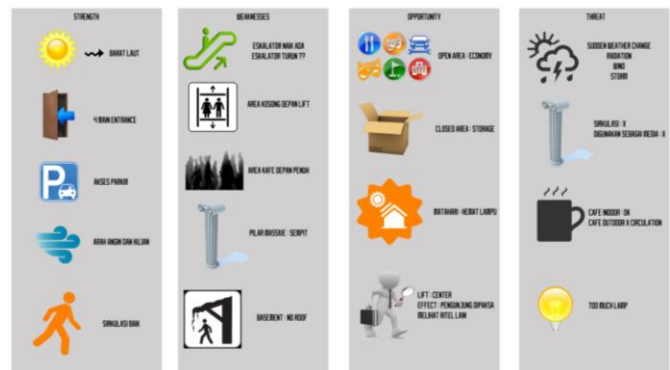 STRENGTH
BARAT LAUT
4 MAIN ENTRANCE
P
AKSES PARKIR
ARAH ANGIN DAN HUJAN
SIRKULASI BAIK
WEAKNESSES
ESKALATOR NAIK ADA
ESKALATOR TURUN ??
AREA KOSONG DEPAN LIFT
AREA KAFE DEPAN PENUH
PILAR MASSIVE : SEMPIT
BASEMENT : NO ROOF
OPPORTUNITY
OPEN AREA : ECONOMY
CLOSED AREA : STORAGE
MATAHARI : HEMAT LAMPU
LIFT : CENTER
EFFECT : PENGUNJUNG DIPAKSA
MELIHAT RITEL LAIN
THREAT
SUDDEN WEATHER CHANGE
RADIATION
WIND
STORM
SIRKULASI : X
DIGUNAKAN SEBAGAI MEDIA : X
CAFE INDOOR : OK
CAFE OUTDOOR X CIRCULATION
TOO MUCH LAMP